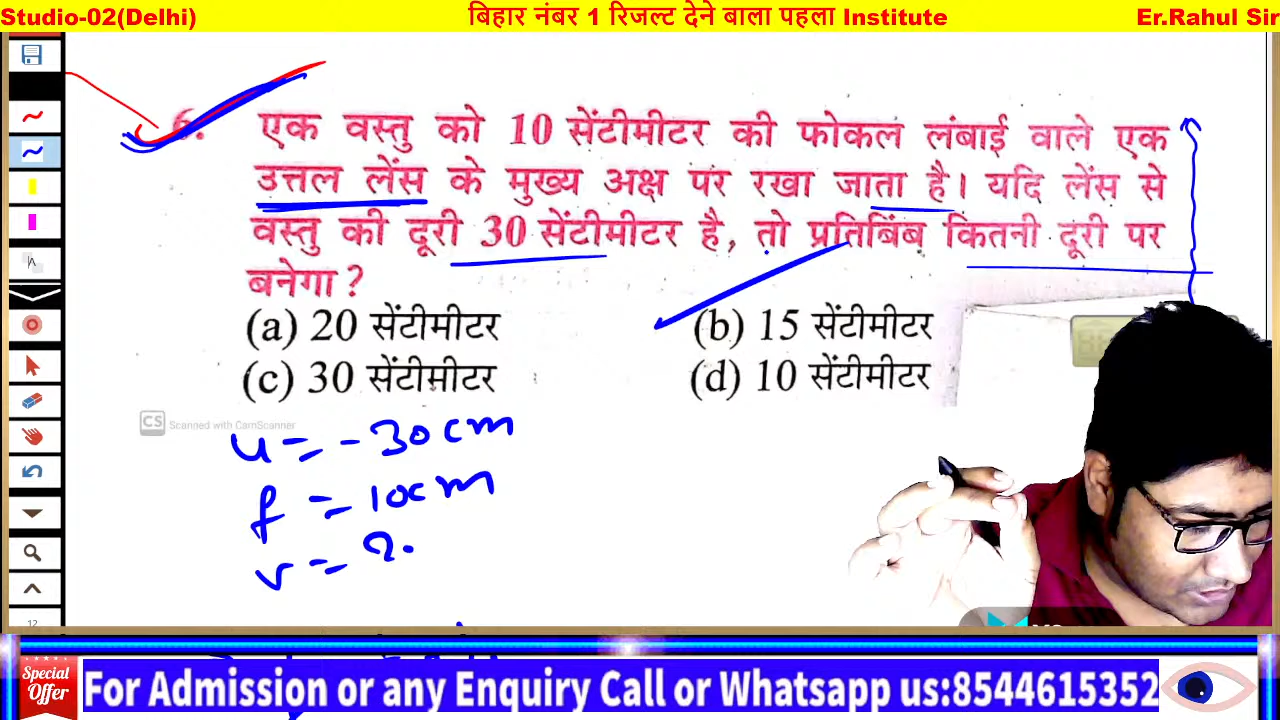 Studio-02(Delhi) बिहार नंबर 1 रिजल्ट देने बाला पहला Institute Er.Rahul Sir
6. एक वस्तु को 10 सेंटीमीटर की फोकल लंबाई वाले एक
उत्तल लेंस के मुख्य अक्ष पर रखा जाता है। यदि लेंस से
वस्तु की दूरी 30 सेंटीमीटर है, तो प्रतिबिंब कितनी दूरी पर
बनेगा?
(a) 20 सेंटीमीटर (b) 15 सेंटीमीटर
(c) 30 सेंटीमीटर (d) 10 सेंटीमीटर
CS Scanned with CamScanner
u = - 30 cm
f = 10 cm
v = ?
12
Special Offer
For Admission or any Enquiry Call or Whatsapp us:8544615352